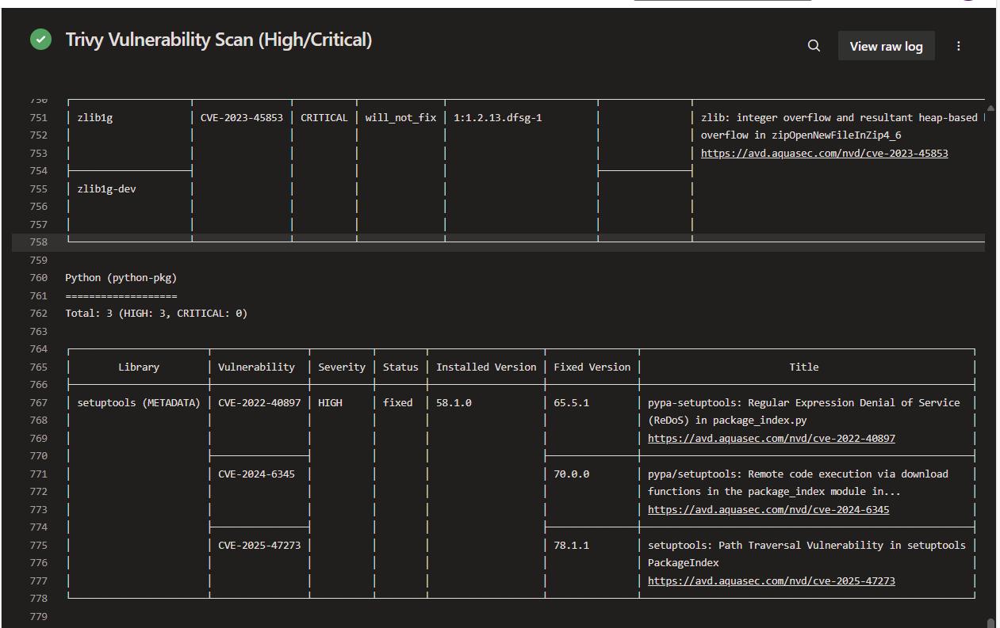 Trivy Vulnerability Scan (High/Critical)
View raw log
750
751 zlib1g CVE-2023-45853 CRITICAL will_not_fix 1:1.2.13.dfsg-1 zlib: integer overflow and resultant heap-based
752 overflow in zipOpenNewFileInZip4_6
753 https://avd.aquasec.com/nvd/cve-2023-45853
754
755 zlib1g-dev
756
757
758
759
760 Python (python-pkg)
761 ===================
762 Total: 3 (HIGH: 3, CRITICAL: 0)
763
764
765 Library Vulnerability Severity Status Installed Version Fixed Version Title
766
767 setuptools (METADATA) CVE-2022-40897 HIGH fixed 58.1.0 65.5.1 pypa-setuptools: Regular Expression Denial of Service
768 (ReDoS) in package_index.py
769 https://avd.aquasec.com/nvd/cve-2022-40897
770
771 CVE-2024-6345 70.0.0 pypa/setuptools: Remote code execution via download
772 functions in the package_index module in...
773 https://avd.aquasec.com/nvd/cve-2024-6345
774
775 CVE-2025-47273 78.1.1 setuptools: Path Traversal Vulnerability in setuptools
776 PackageIndex
777 https://avd.aquasec.com/nvd/cve-2025-47273
778
779